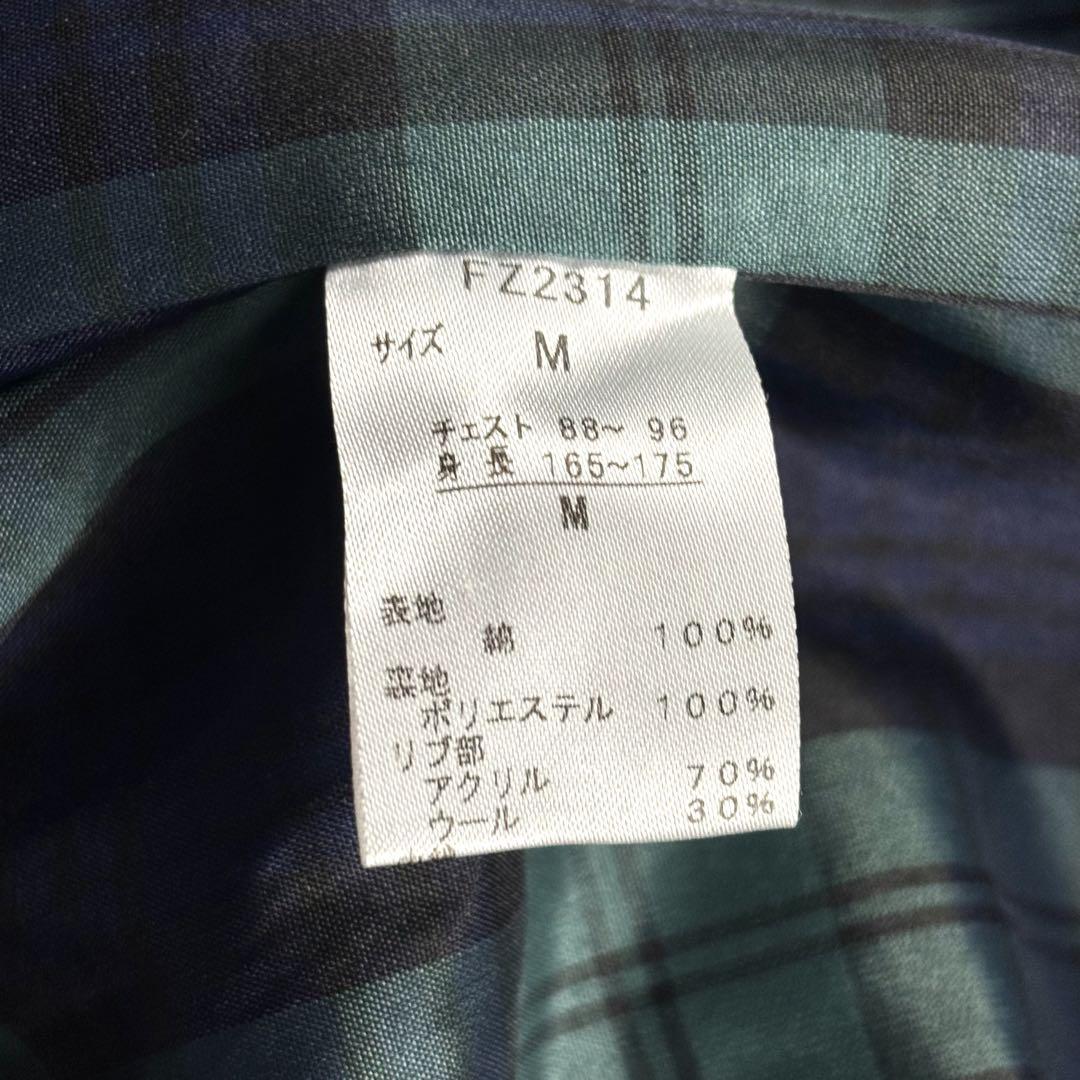 FZ2314
サイズ M
チェスト 88～ 96
身長 165～175
M
表地
綿 100%
裏地
ポリエステル 100%
リブ部
アクリル 70%
ウール 30%